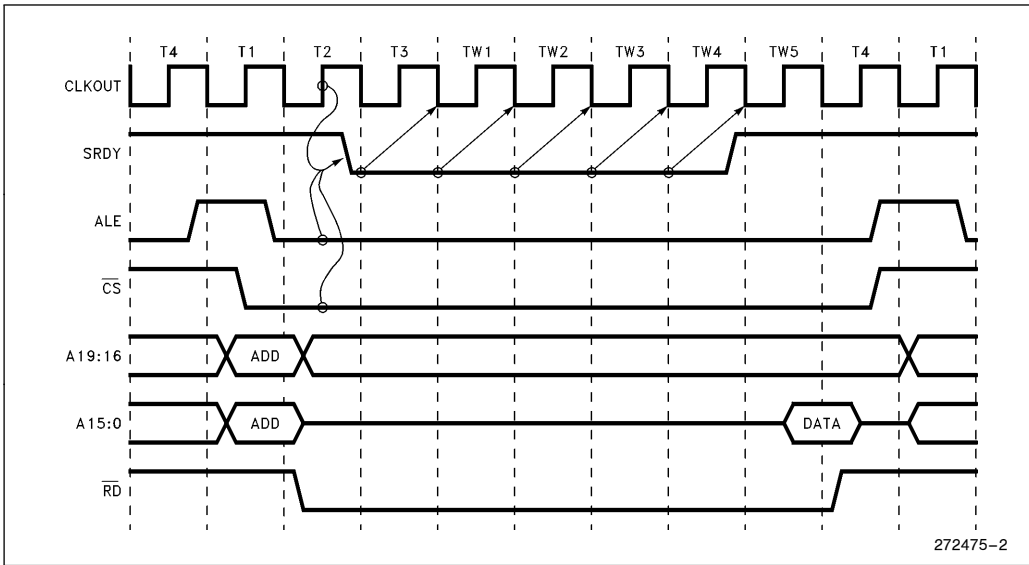 T4 T1 T2 T3 TW1 TW2 TW3 TW4 TW5 T4 T1
CLKOUT
SRDY
ALE
CS
A19:16 ADD
A15:0 ADD DATA
RD
272475-2